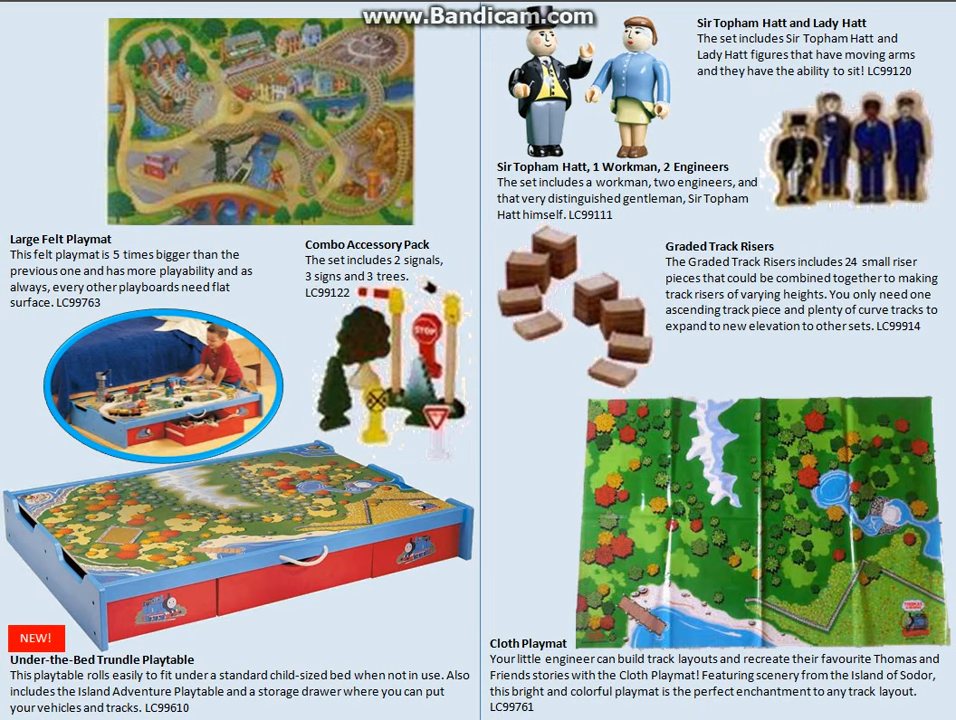 www.Bandicam.com
Large Felt Playmat
This felt playmat is 5 times bigger than the
previous one and has more playability and as
always, every other playboards need flat
surface. LC99763
Combo Accessory Pack
The set includes 2 signals,
3 signs and 3 trees.
LC99122
STOP
NEW!
Under-the-Bed Trundle Playtable
This playtable rolls easily to fit under a standard child-sized bed when not in use. Also
includes the Island Adventure Playtable and a storage drawer where you can put
your vehicles and tracks. LC99610
Sir Topham Hatt and Lady Hatt
The set includes Sir Topham Hatt and
Lady Hatt figures that have moving arms
and they have the ability to sit! LC99120
Sir Topham Hatt, 1 Workman, 2 Engineers
The set includes a workman, two engineers, and
that very distinguished gentleman, Sir Topham
Hatt himself. LC99111
Graded Track Risers
The Graded Track Risers includes 24 small riser
pieces that could be combined together to making
track risers of varying heights. You only need one
ascending track piece and plenty of curve tracks to
expand to new elevation to other sets. LC99914
Cloth Playmat
Your little engineer can build track layouts and recreate their favourite Thomas and
Friends stories with the Cloth Playmat! Featuring scenery from the Island of Sodor,
this bright and colorful playmat is the perfect enchantment to any track layout.
LC99761